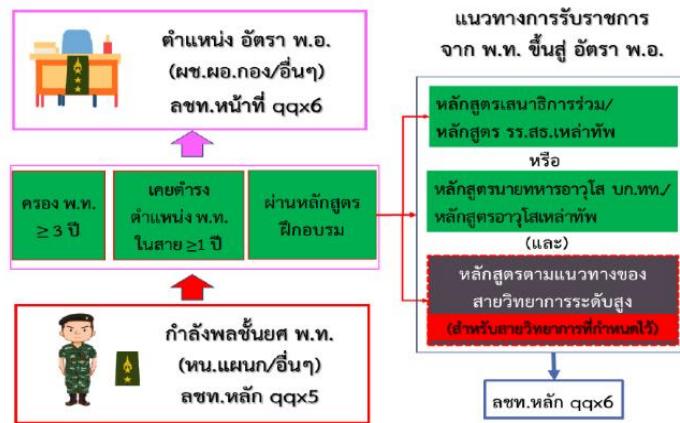 ตำแหน่ง อัตรา พ.อ.
(ผช.ผอ.กอง/อื่นๆ)
ลชท.หน้าที่ qqx6
ครอง พ.ท.
≥ 3 ปี
เคยดำรง
ตำแหน่ง พ.ท.
ในสาย ≥1 ปี
ผ่านหลักสูตร
ฝึกอบรม
กำลังพลชั้นยศ พ.ท.
(หน.แผนก/อื่นๆ)
ลชท.หลัก qqx5
แนวทางการรับราชการ
จาก พ.ท. ขึ้นสู่ อัตรา พ.อ.
หลักสูตรเสนาธิการร่วม/
หลักสูตร รร.สธ.เหล่าทัพ
หรือ
หลักสูตรนายทหารอาวุโส บก.ทท./
หลักสูตรอาวุโสเหล่าทัพ
(และ)
หลักสูตรตามแนวทางของ
สายวิทยาการระดับสูง
(สำหรับสายวิทยาการที่กำหนดไว้)
ลชท.หลัก qqx6